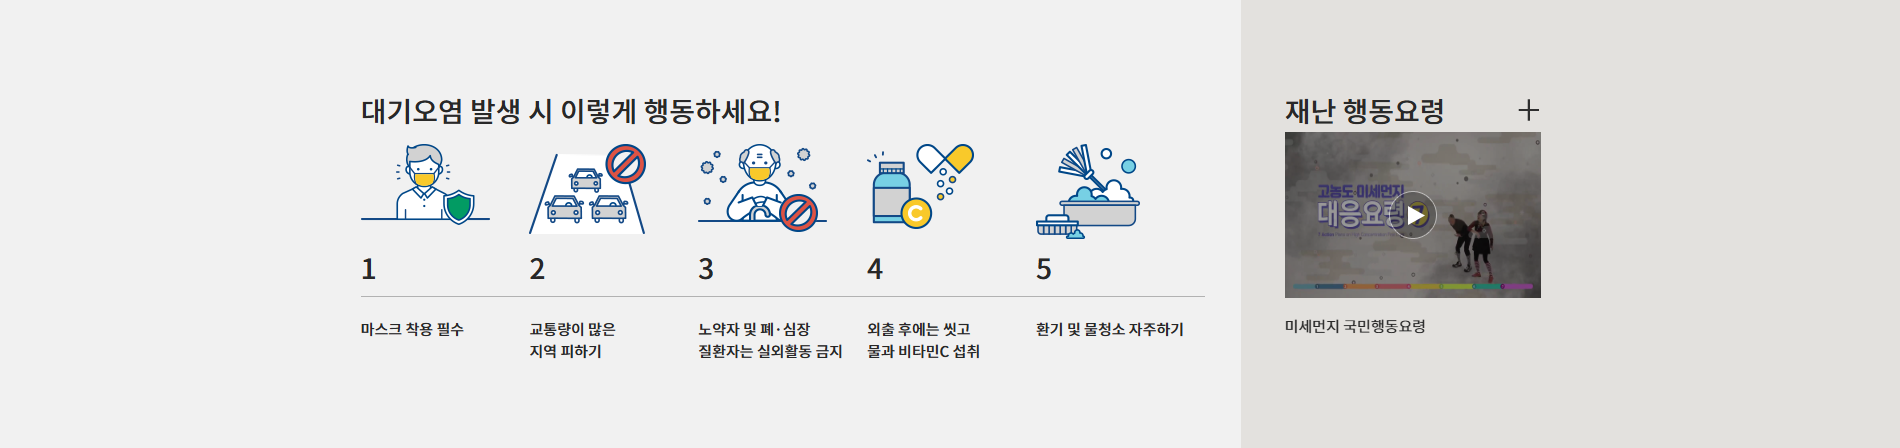 대기오염 발생 시 이렇게 행동하세요!
1
마스크 착용 필수
2
교통량이 많은
지역 피하기
3
노약자 및 폐·심장
질환자는 실외활동 금지
C
4
외출 후에는 씻고
물과 비타민C 섭취
5
환기 및 물청소 자주하기
재난 행동요령
고농도 미세먼지
대응요령 7
미세먼지 국민행동요령